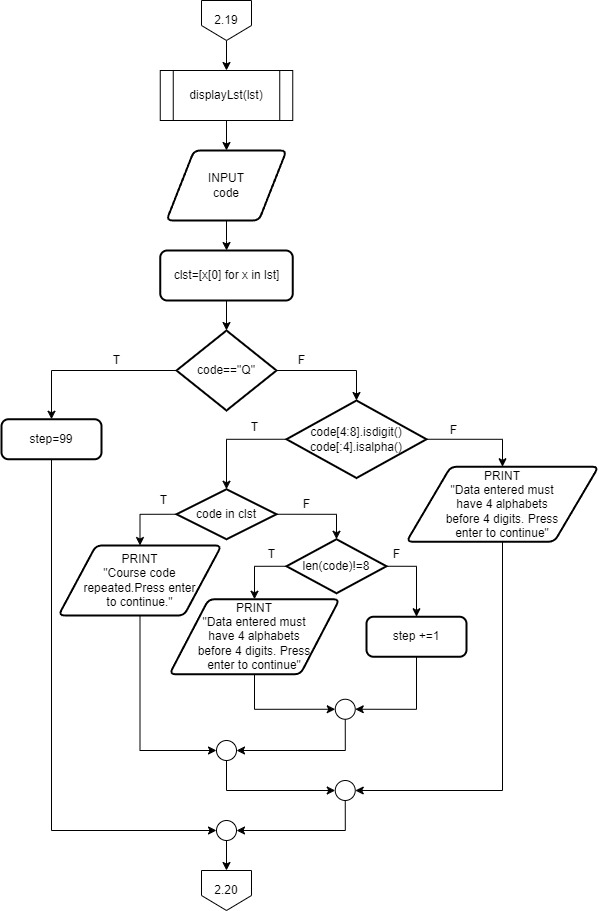 2.19
displayLst(lst)
INPUT
code
clst=[x[0] for x in lst]
T
F
code=="Q"
step=99
T
F
code[4:8].isdigit()
code[:4].isalpha()
PRINT
"Data entered must
have 4 alphabets
before 4 digits. Press
enter to continue"
T
F
code in clst
PRINT
"Course code
repeated.Press enter
to continue."
T
F
len(code)!=8
PRINT
"Data entered must
have 4 alphabets
before 4 digits. Press
enter to continue"
step +=1
2.20